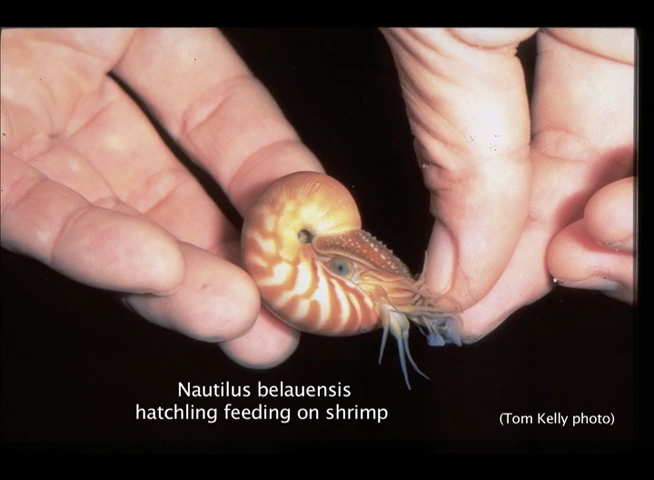 Nautilus belauensis
hatchling feeding on shrimp
(Tom Kelly photo)